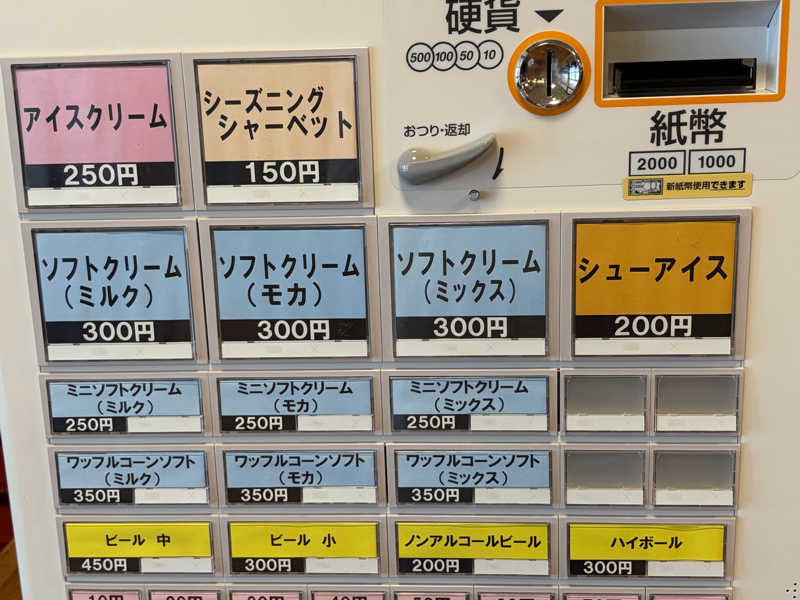 硬貨
500 100 50 10
おつり・返却
紙幣
2000 1000
新紙幣使用できます
アイスクリーム
250円
シーズニング
シャーベット
150円
ソフトクリーム
(ミルク)
300円
ソフトクリーム
(モカ)
300円
ソフトクリーム
(ミックス)
300円
シューアイス
200円
ミニソフトクリーム
(ミルク)
250円
ミニソフトクリーム
(モカ)
250円
ミニソフトクリーム
(ミックス)
250円
ワッフルコーンソフト
(ミルク)
350円
ワッフルコーンソフト
(モカ)
350円
ワッフルコーンソフト
(ミックス)
350円
ビール 中
450円
ビール 小
300円
ノンアルコールビール
200円
ハイボール
300円